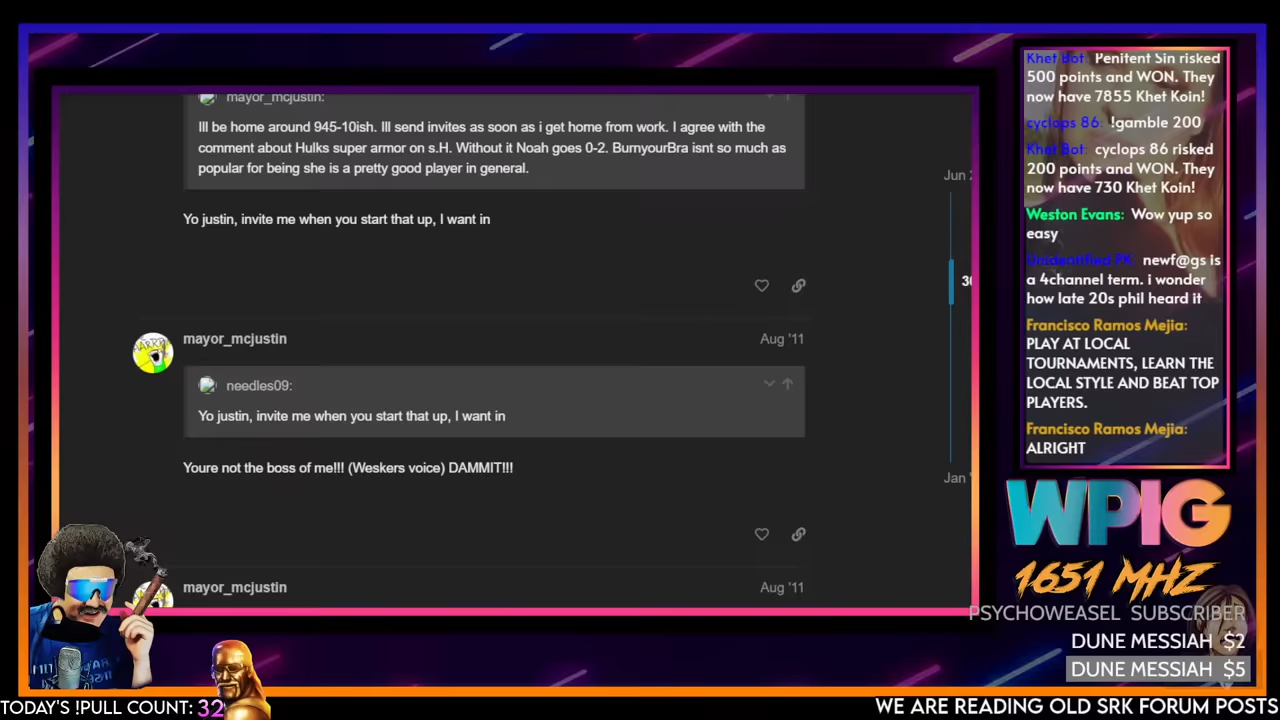 mayor_mcjustin:
Ill be home around 945-10ish. Ill send invites as soon as i get home from work. I agree with the
comment about Hulks super armor on s.H. Without it Noah goes 0-2. BurnyourBra isnt so much as
popular for being she is a pretty good player in general.
Yo justin, invite me when you start that up, I want in
mayor_mcjustin
Aug '11
needles09:
Yo justin, invite me when you start that up, I want in
Youre not the boss of me!!! (Weskers voice) DAMMIT!!!
mayor_mcjustin
Aug '11
Jun
Jan
Khet Bot: Penitent Sin risked
500 points and WON. They
now have 7855 Khet Koin!
cyclops 86: !gamble 200
Khet Bot: cyclops 86 risked
200 points and WON. They
now have 730 Khet Koin!
Weston Evans: Wow yup so
easy
Unidentified PK: newf@gs is
a 4channel term. i wonder
how late 20s phil heard it
Francisco Ramos Mejia:
PLAY AT LOCAL
TOURNAMENTS, LEARN THE
LOCAL STYLE AND BEAT TOP
PLAYERS.
Francisco Ramos Mejia:
ALRIGHT
WPIG
1651 MHZ
PSYCHOWEASEL SUBSCRIBER
DUNE MESSIAH $2
DUNE MESSIAH $5
TODAY'S !PULL COUNT: 32
WE ARE READING OLD SRK FORUM POSTS